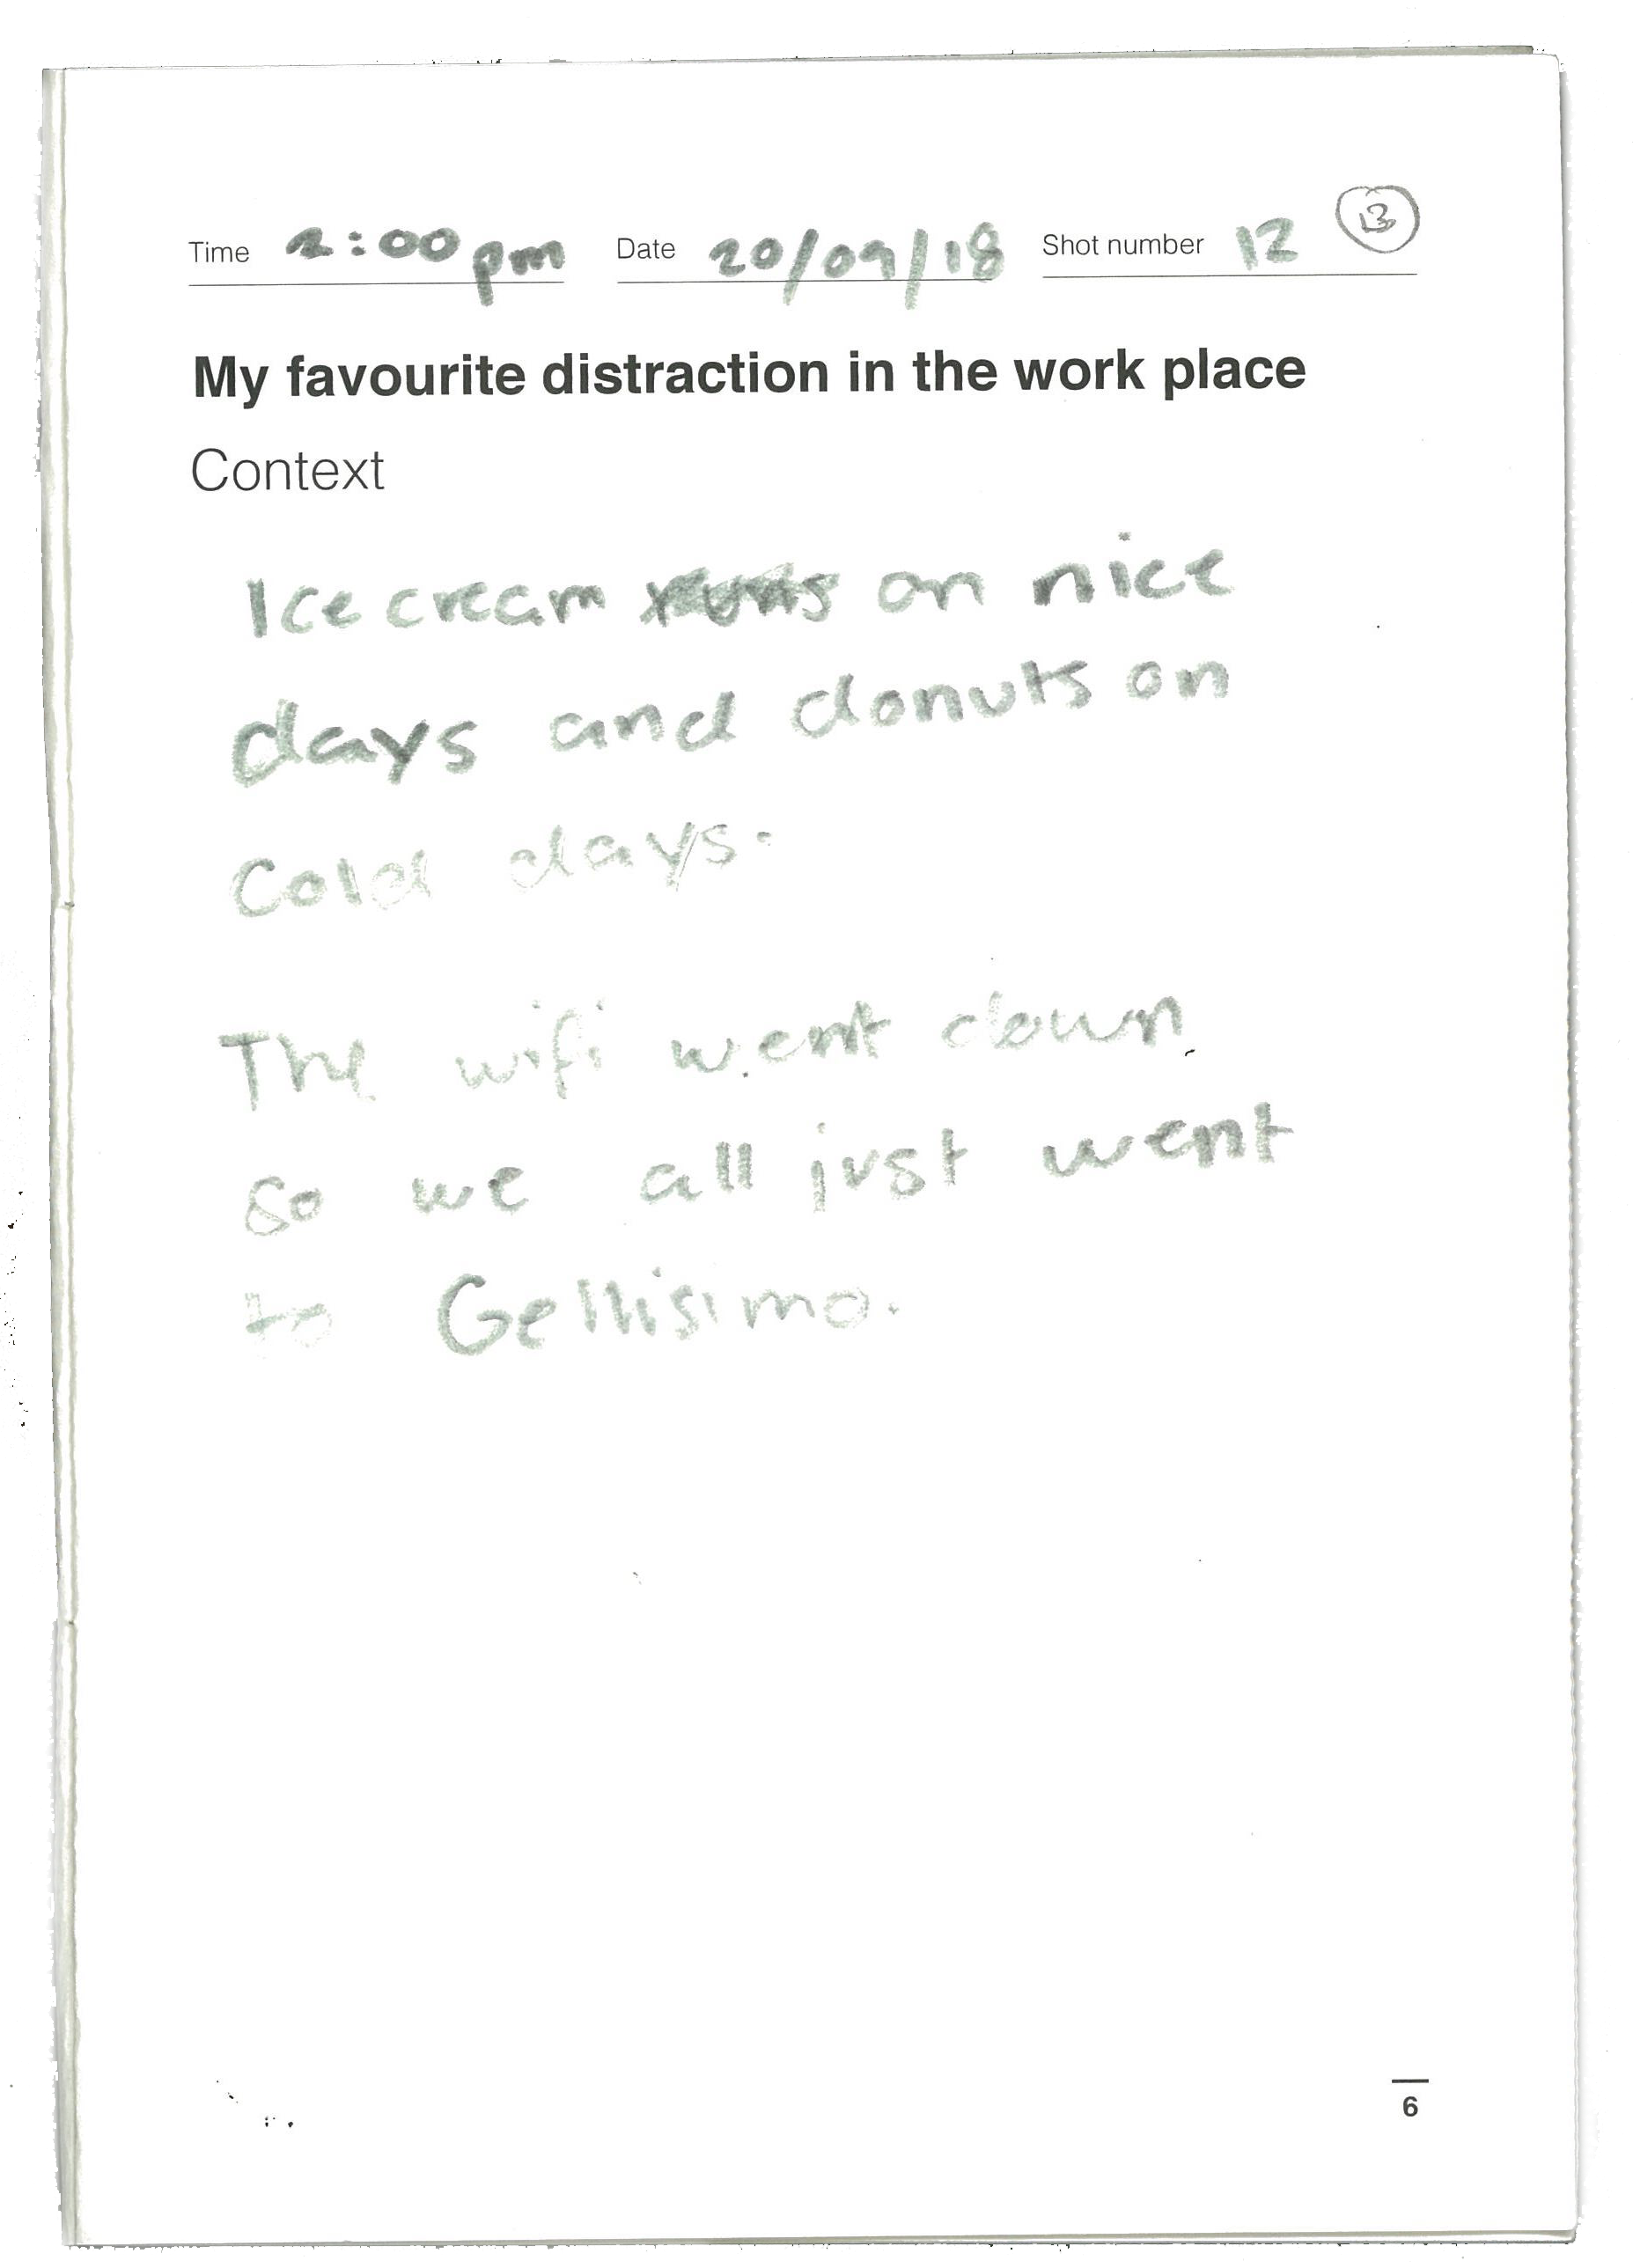 Time 2:00pm Date 20/09/18 Shot number 12 13
My favourite distraction in the work place
Context
Ice cream runs on nice
days and donuts on
cold days.
The wifi went down
so we all just went
to Gellisimo.
6